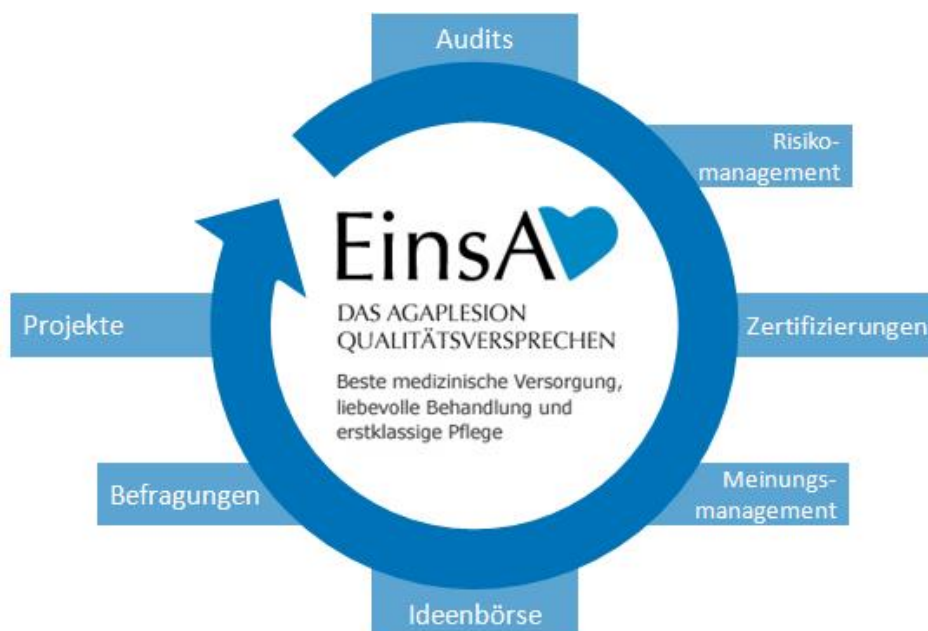 Audits
Risiko-
management
Zertifizierungen
Meinungs-
management
Ideenbörse
Befragungen
Projekte
EinsA
DAS AGAPLESION
QUALITÄTSVERSPRECHEN
Beste medizinische Versorgung,
liebevolle Behandlung und
erstklassige Pflege